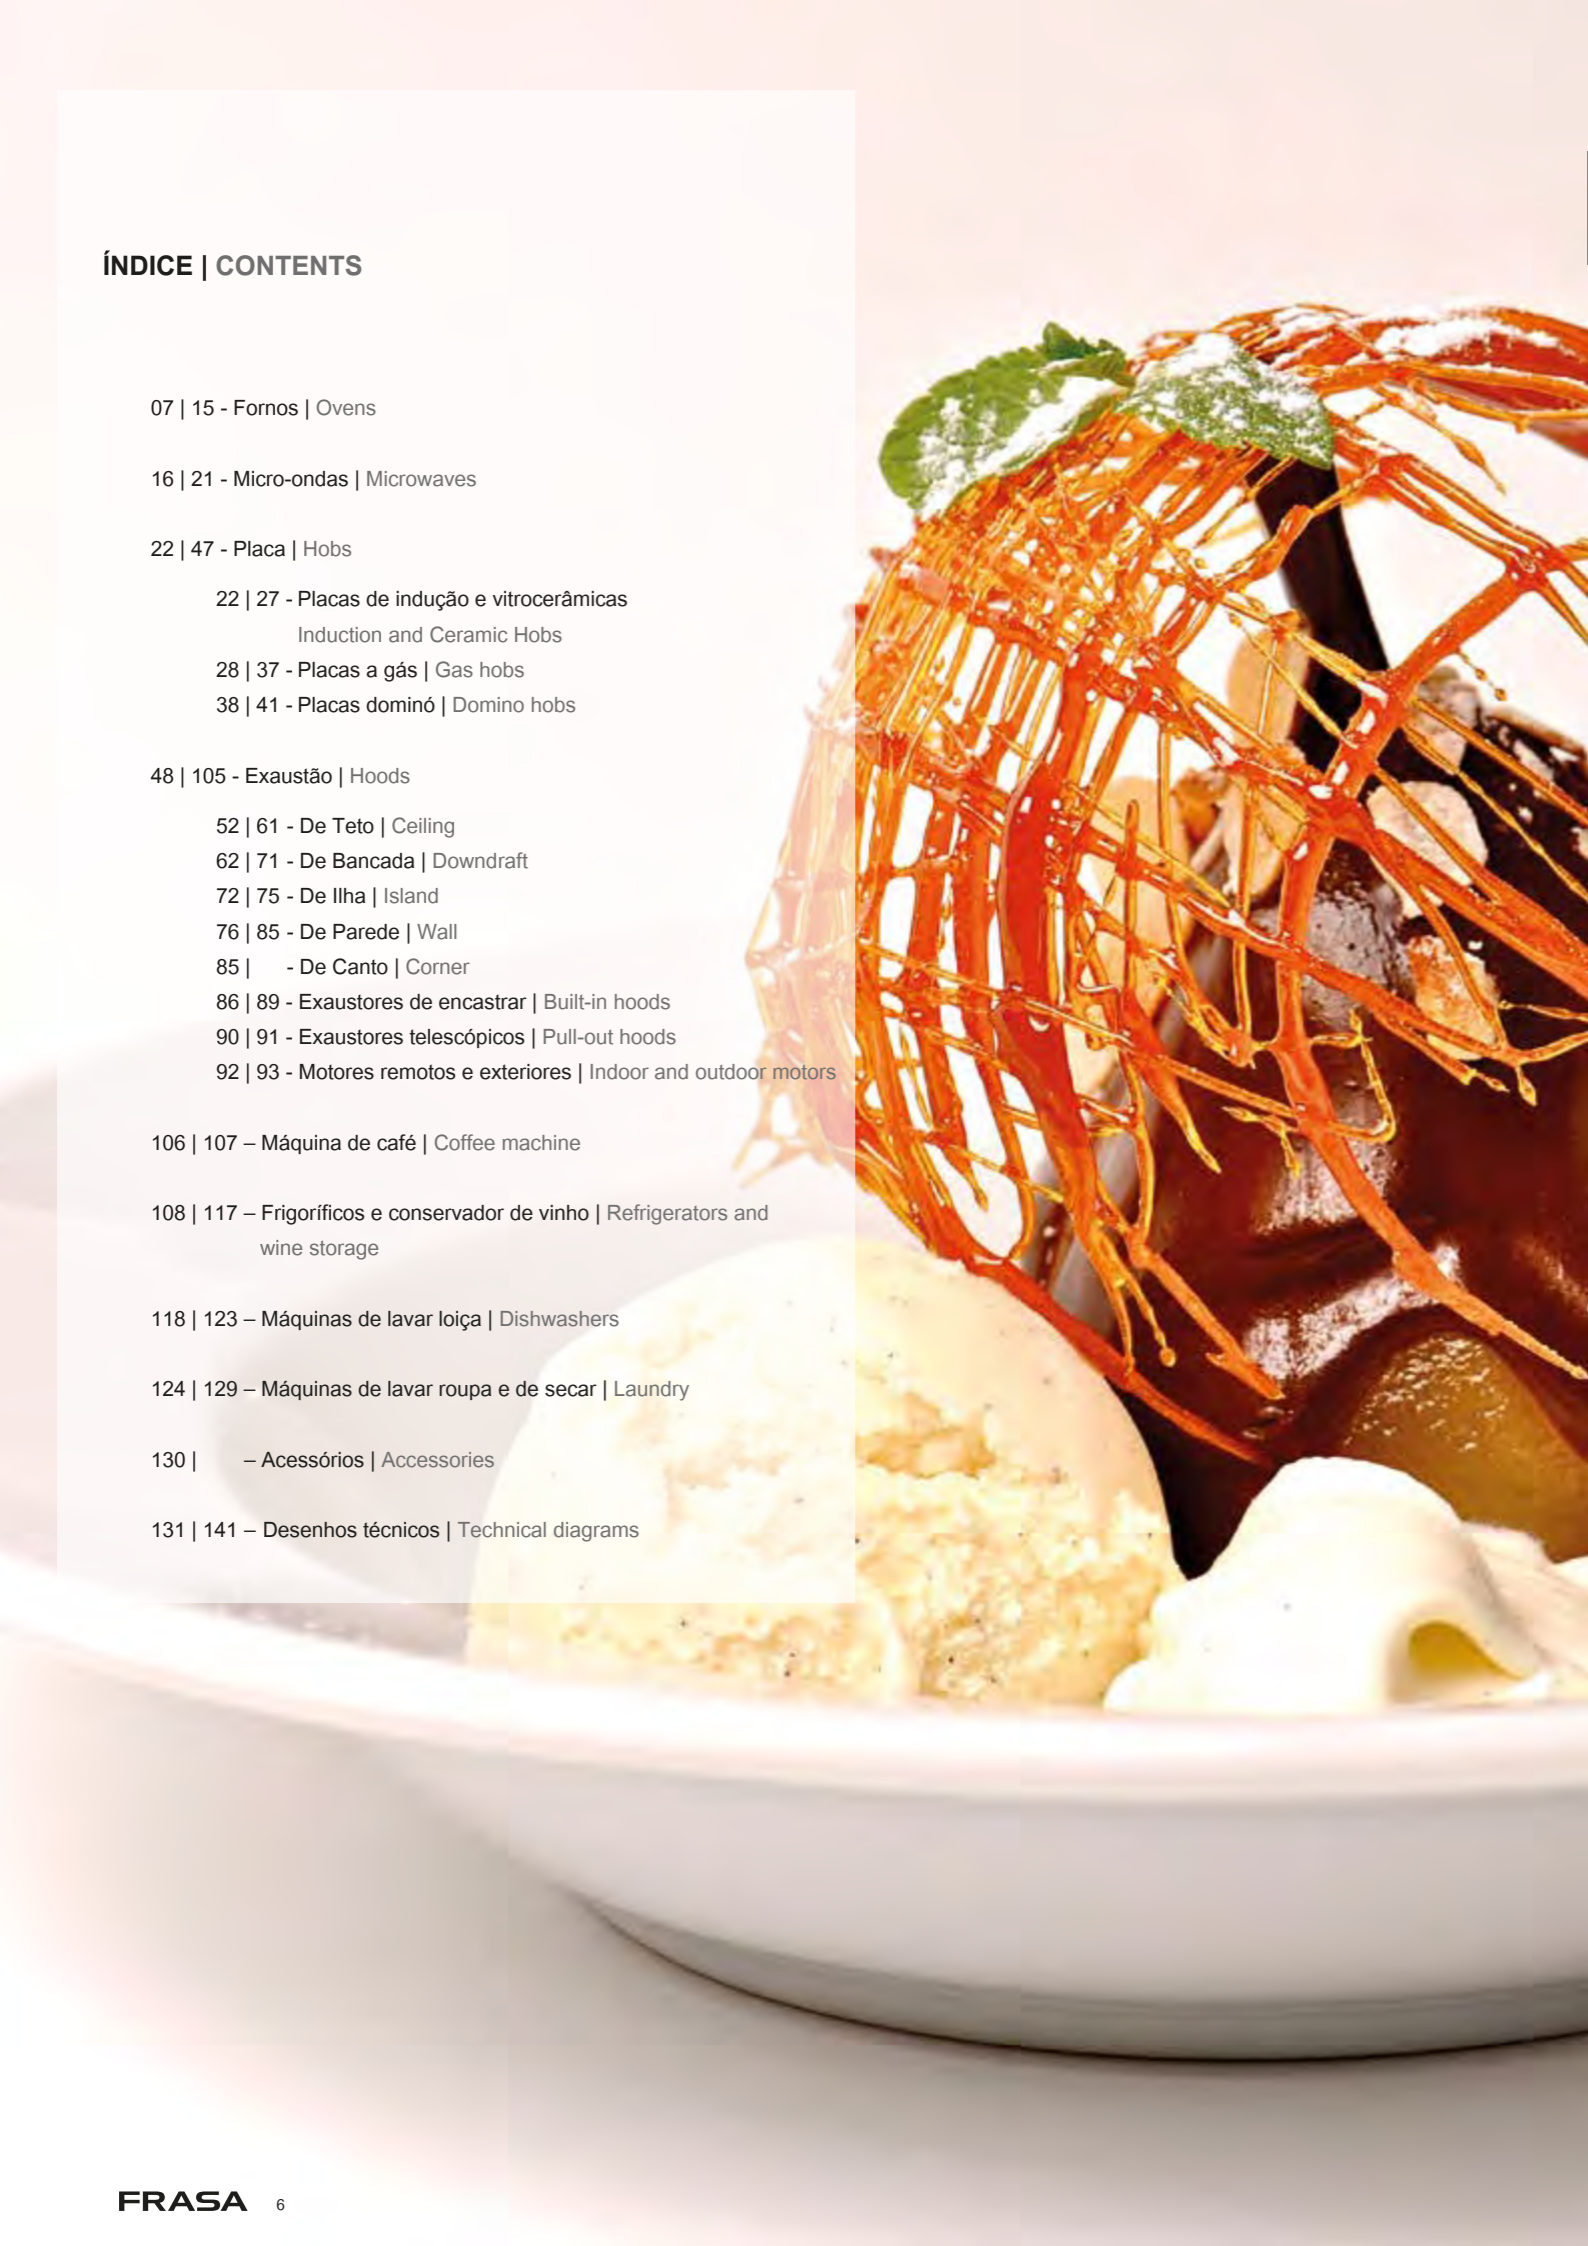 ÍNDICE | CONTENTS
07 | 15 - Fornos | Ovens
16 | 21 - Micro-ondas | Microwaves
22 | 47 - Placa | Hobs
22 | 27 - Placas de indução e vitrocerâmicas
Induction and Ceramic Hobs
28 | 37 - Placas a gás | Gas hobs
38 | 41 - Placas dominó | Domino hobs
48 | 105 - Exaustão | Hoods
52 | 61 - De Teto | Ceiling
62 | 71 - De Bancada | Downdraft
72 | 75 - De Ilha | Island
76 | 85 - De Parede | Wall
85 | - De Canto | Corner
86 | 89 - Exaustores de encastrar | Built-in hoods
90 | 91 - Exaustores telescópicos | Pull-out hoods
92 | 93 - Motores remotos e exteriores | Indoor and outdoor motors
106 | 107 – Máquina de café | Coffee machine
108 | 117 – Frigoríficos e conservador de vinho | Refrigerators and
wine storage
118 | 123 – Máquinas de lavar loiça | Dishwashers
124 | 129 – Máquinas de lavar roupa e de secar | Laundry
130 | – Acessórios | Accessories
131 | 141 – Desenhos técnicos | Technical diagrams
FRASA 6